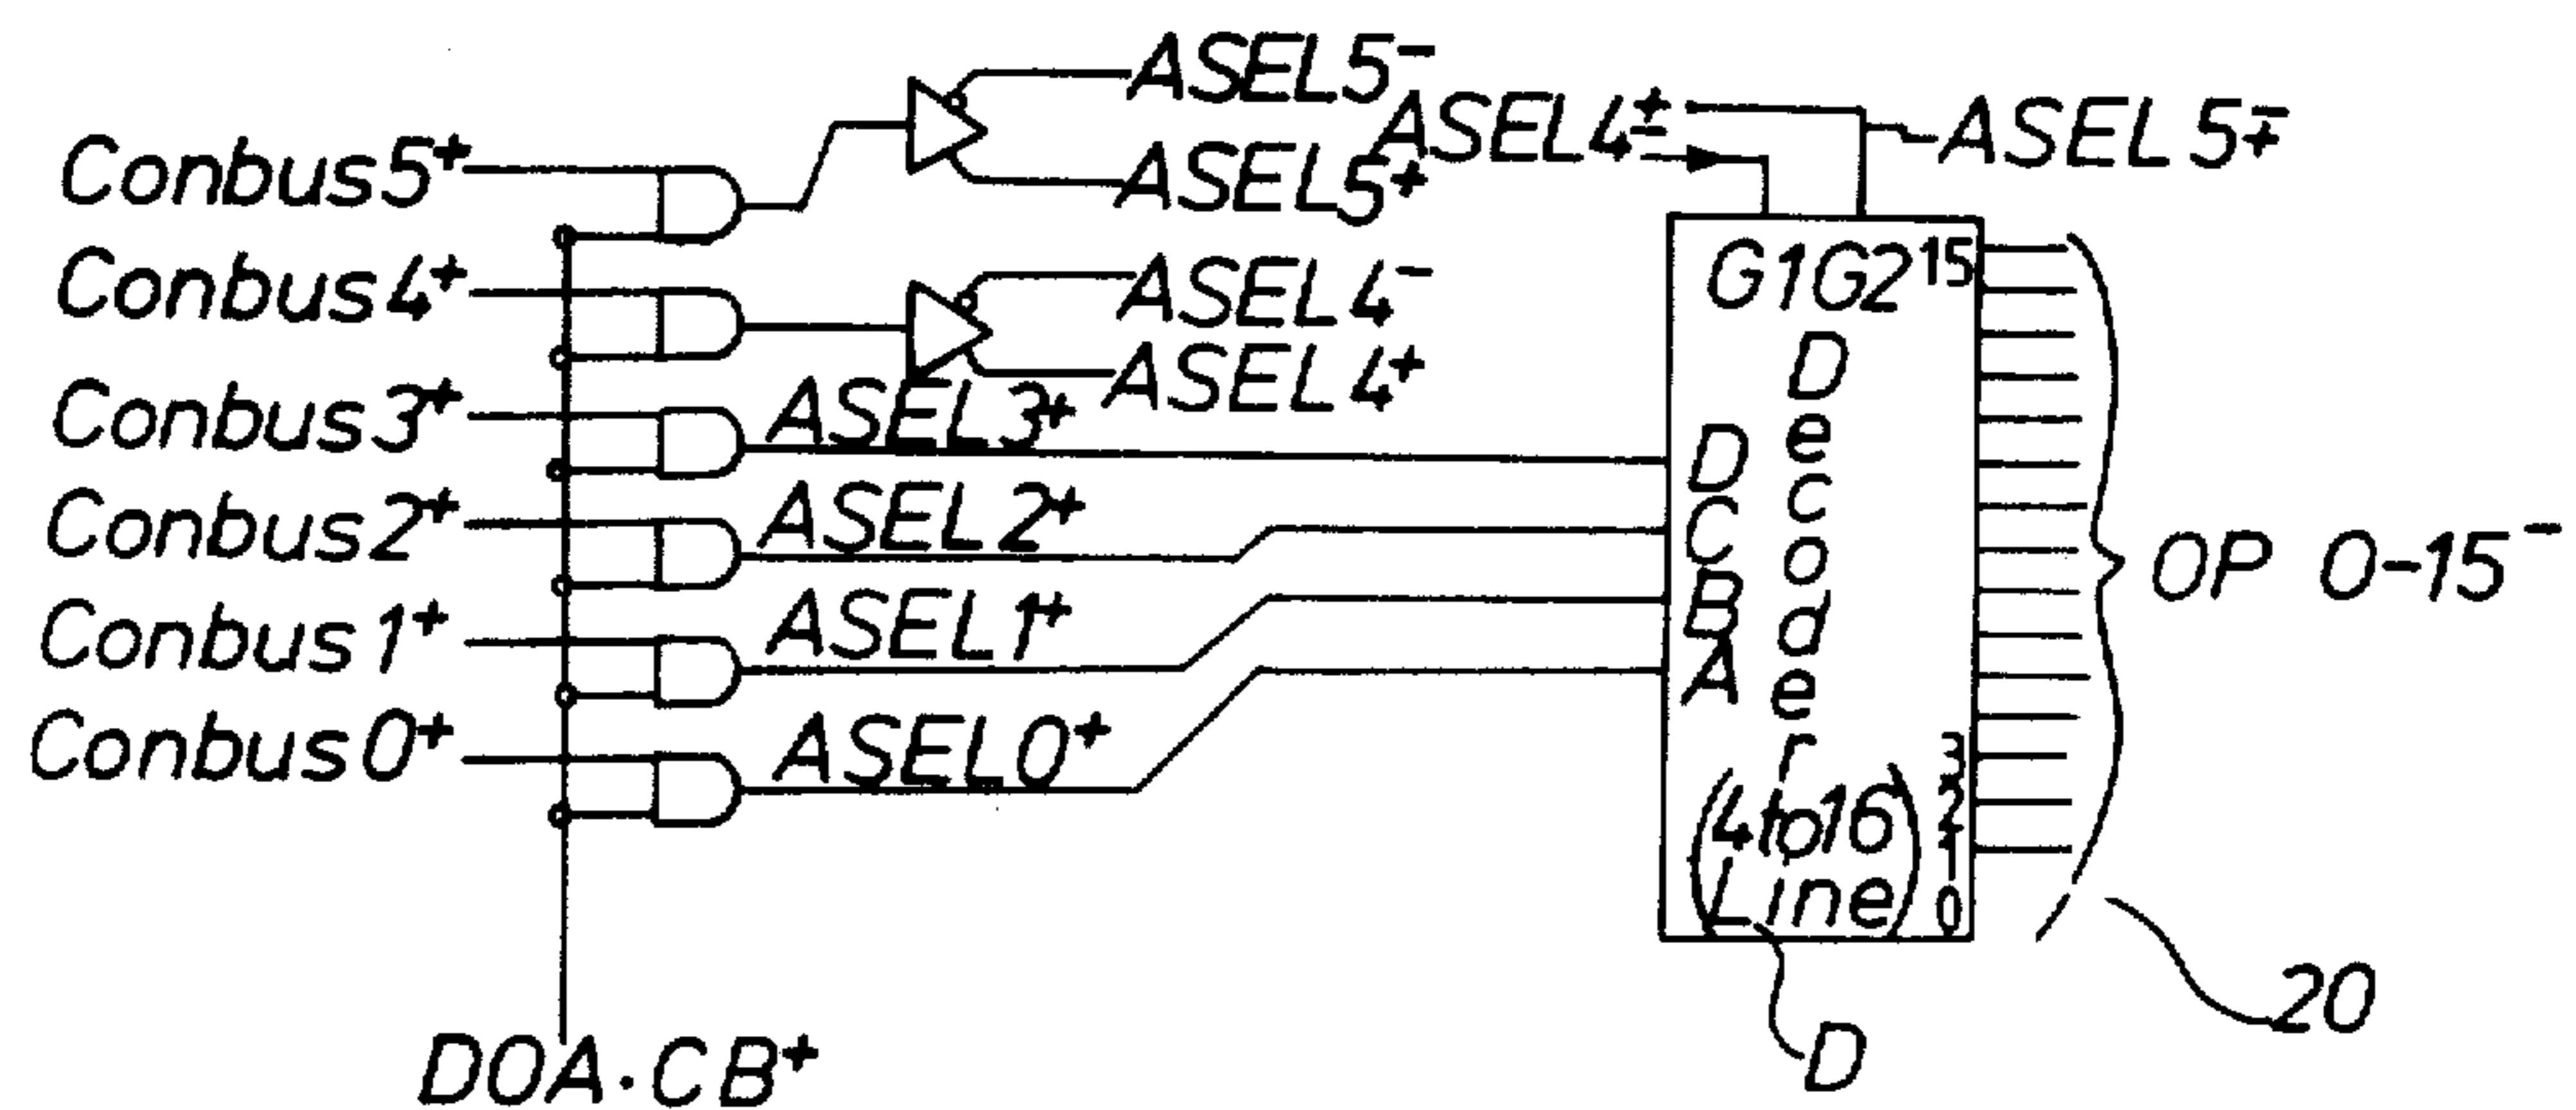 Conbus5+
Conbus4+
Conbus3+
Conbus2+
Conbus1+
Conbus0+
DOA·CB+
ASEL5-
ASEL5+
ASEL4-
ASEL4+
ASEL3+
ASEL2+
ASEL1+
ASEL0+
ASEL4±
ASEL5∓
G1G2 15
D
C
B
A
Decoder
(4to16
Line)
3
2
1
0
OP 0-15-
20
D